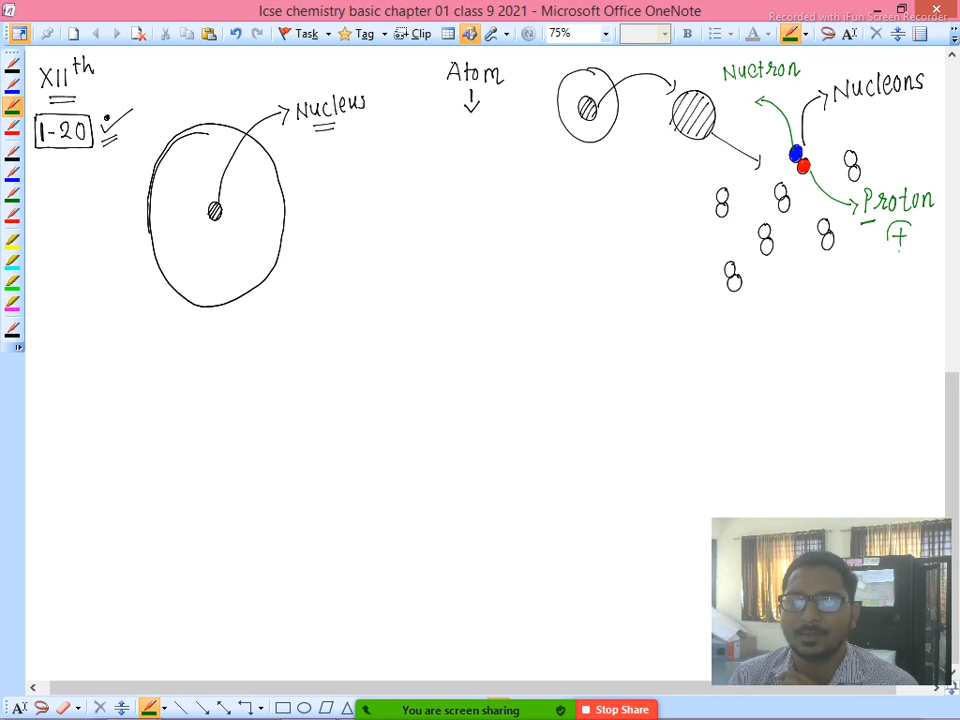 Icse chemistry basic chapter 01 class 9 2021 - Microsoft Office OneNote
Recorded with iFun Screen Recorder
Task
Tag
Clip
75%
B
A
A
XIIth
1-20
Nucleus
Atom
Nuctron
Nucleons
Proton
+
A
You are screen sharing
Stop Share